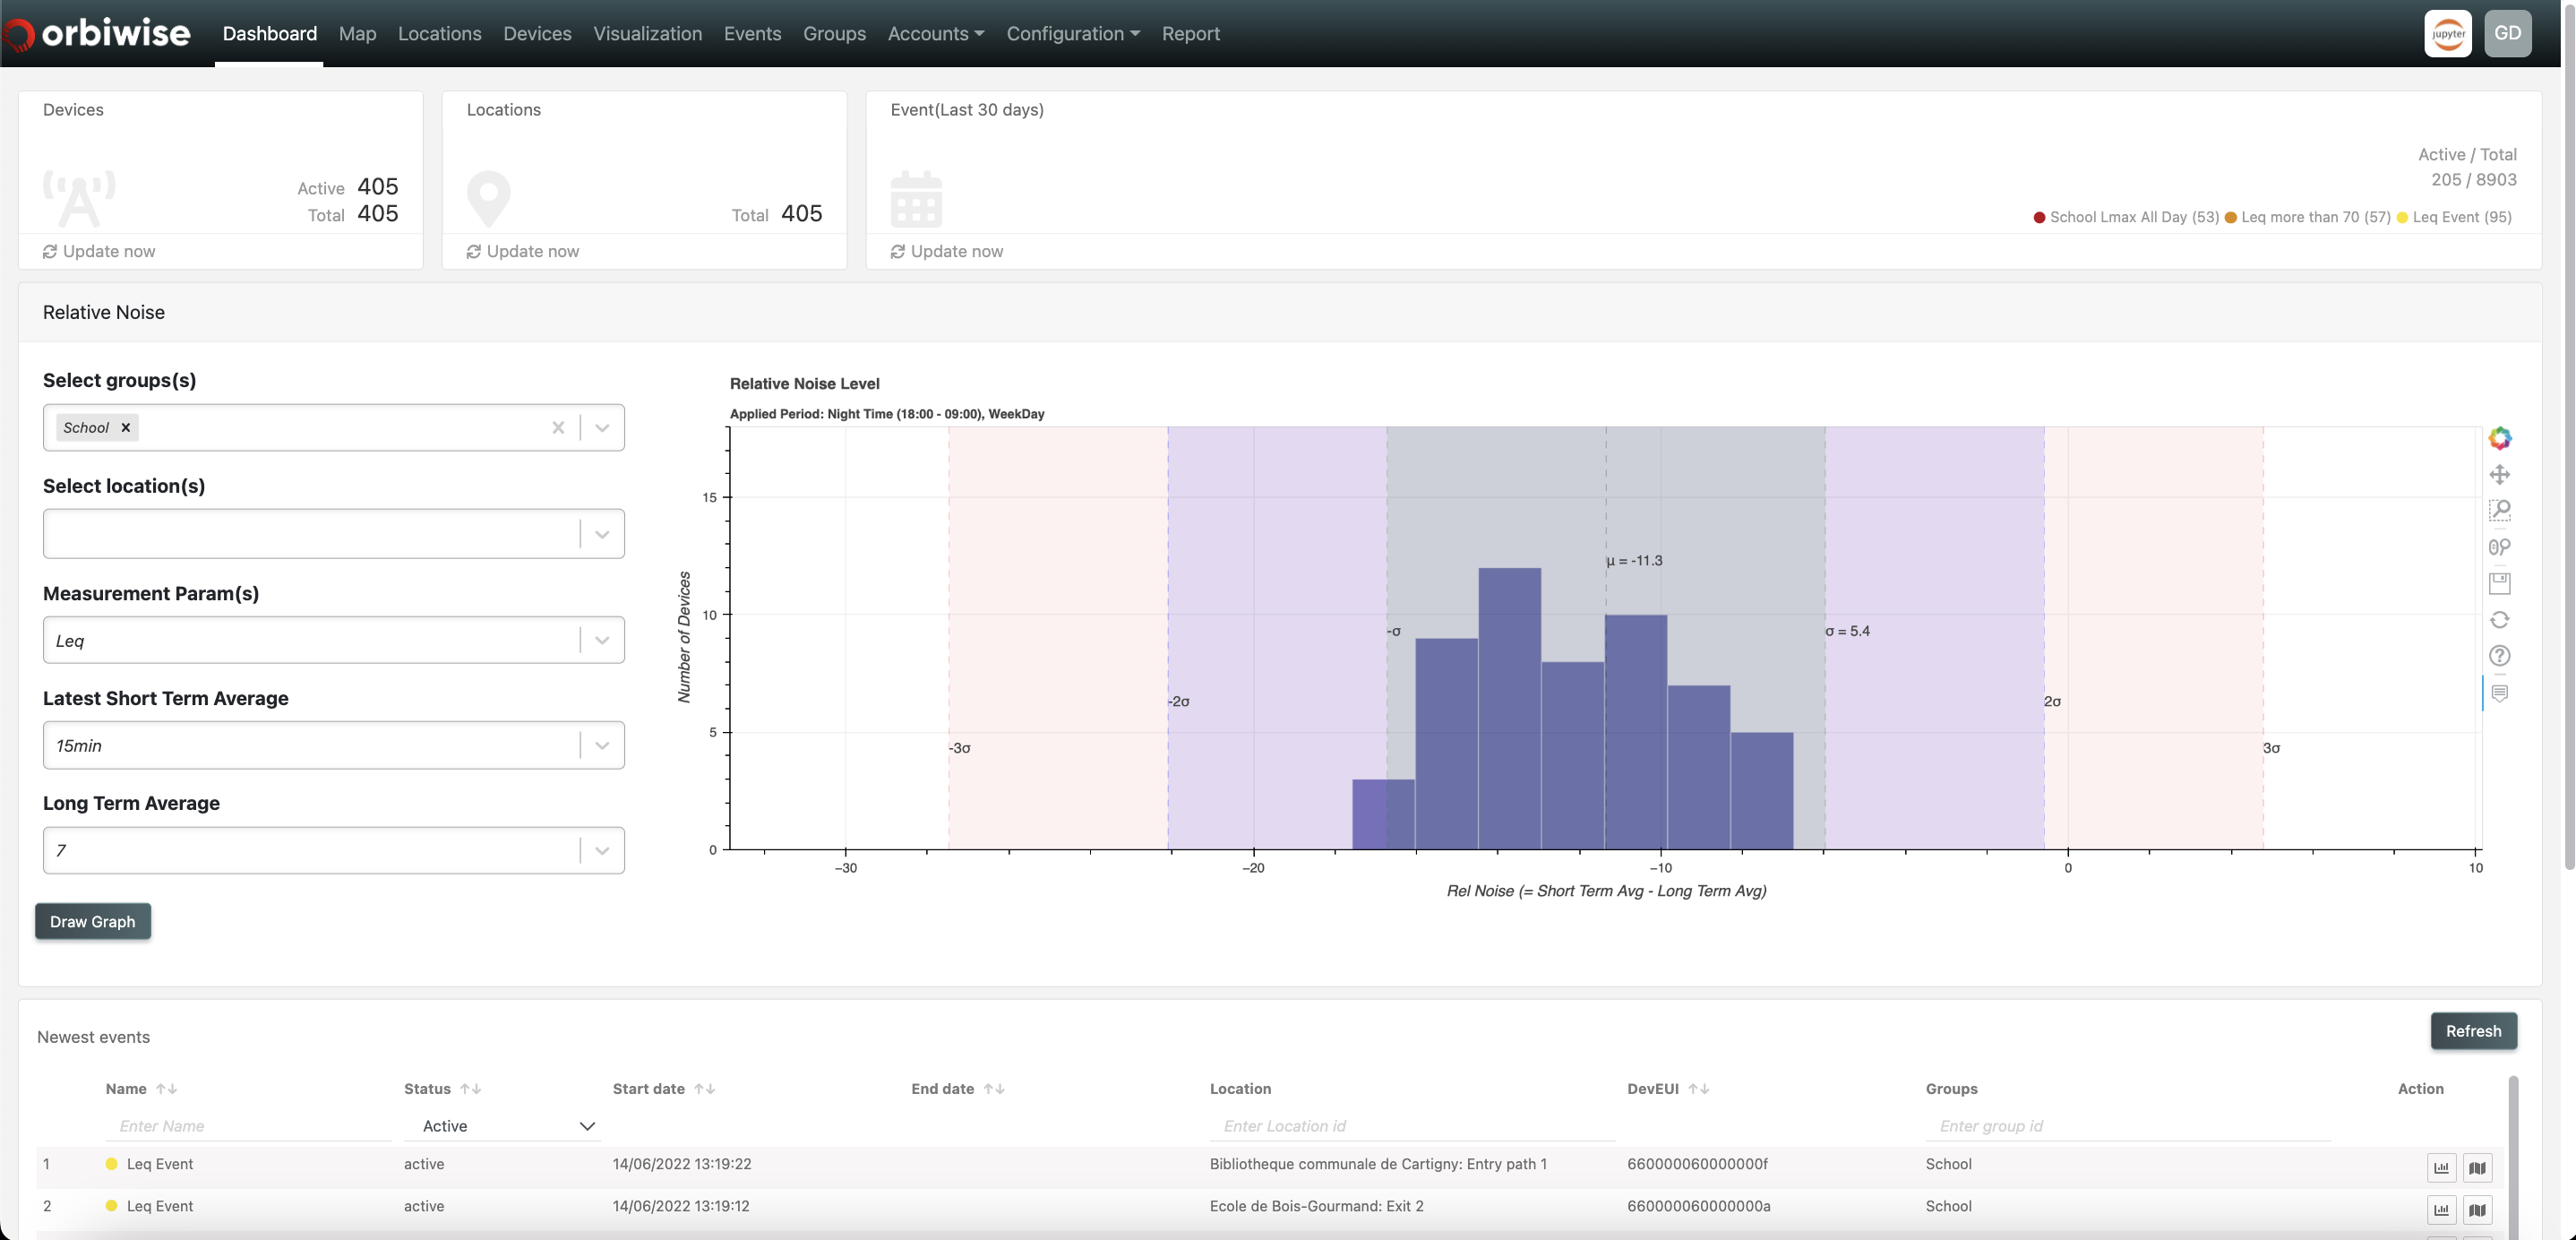 orbiwise Dashboard Map Locations Devices Visualization Events Groups Accounts Configuration Report jupyter GD
Devices
Active 405
Total 405
Update now
Locations
Total 405
Update now
Event(Last 30 days)
Active / Total
205 / 8903
School Lmax All Day (53) Leq more than 70 (57) Leq Event (95)
Update now
Relative Noise
Select groups(s)
School ×
Select location(s)
Measurement Param(s)
Leq
Latest Short Term Average
15min
Long Term Average
7
Draw Graph
Relative Noise Level
Applied Period: Night Time (18:00 - 09:00), WeekDay
Number of Devices
15
10
5
0
μ = -11.3
-σ
σ = 5.4
-2σ
2σ
-3σ
3σ
−30 −20 −10 0 10
Rel Noise (= Short Term Avg - Long Term Avg)
Newest events
Refresh
Name Status Start date End date Location DevEUI Groups Action
Enter Name Active Enter Location id Enter group id
1 Leq Event active 14/06/2022 13:19:22 Bibliotheque communale de Cartigny: Entry path 1 660000060000000f School
2 Leq Event active 14/06/2022 13:19:12 Ecole de Bois-Gourmand: Exit 2 660000060000000a School